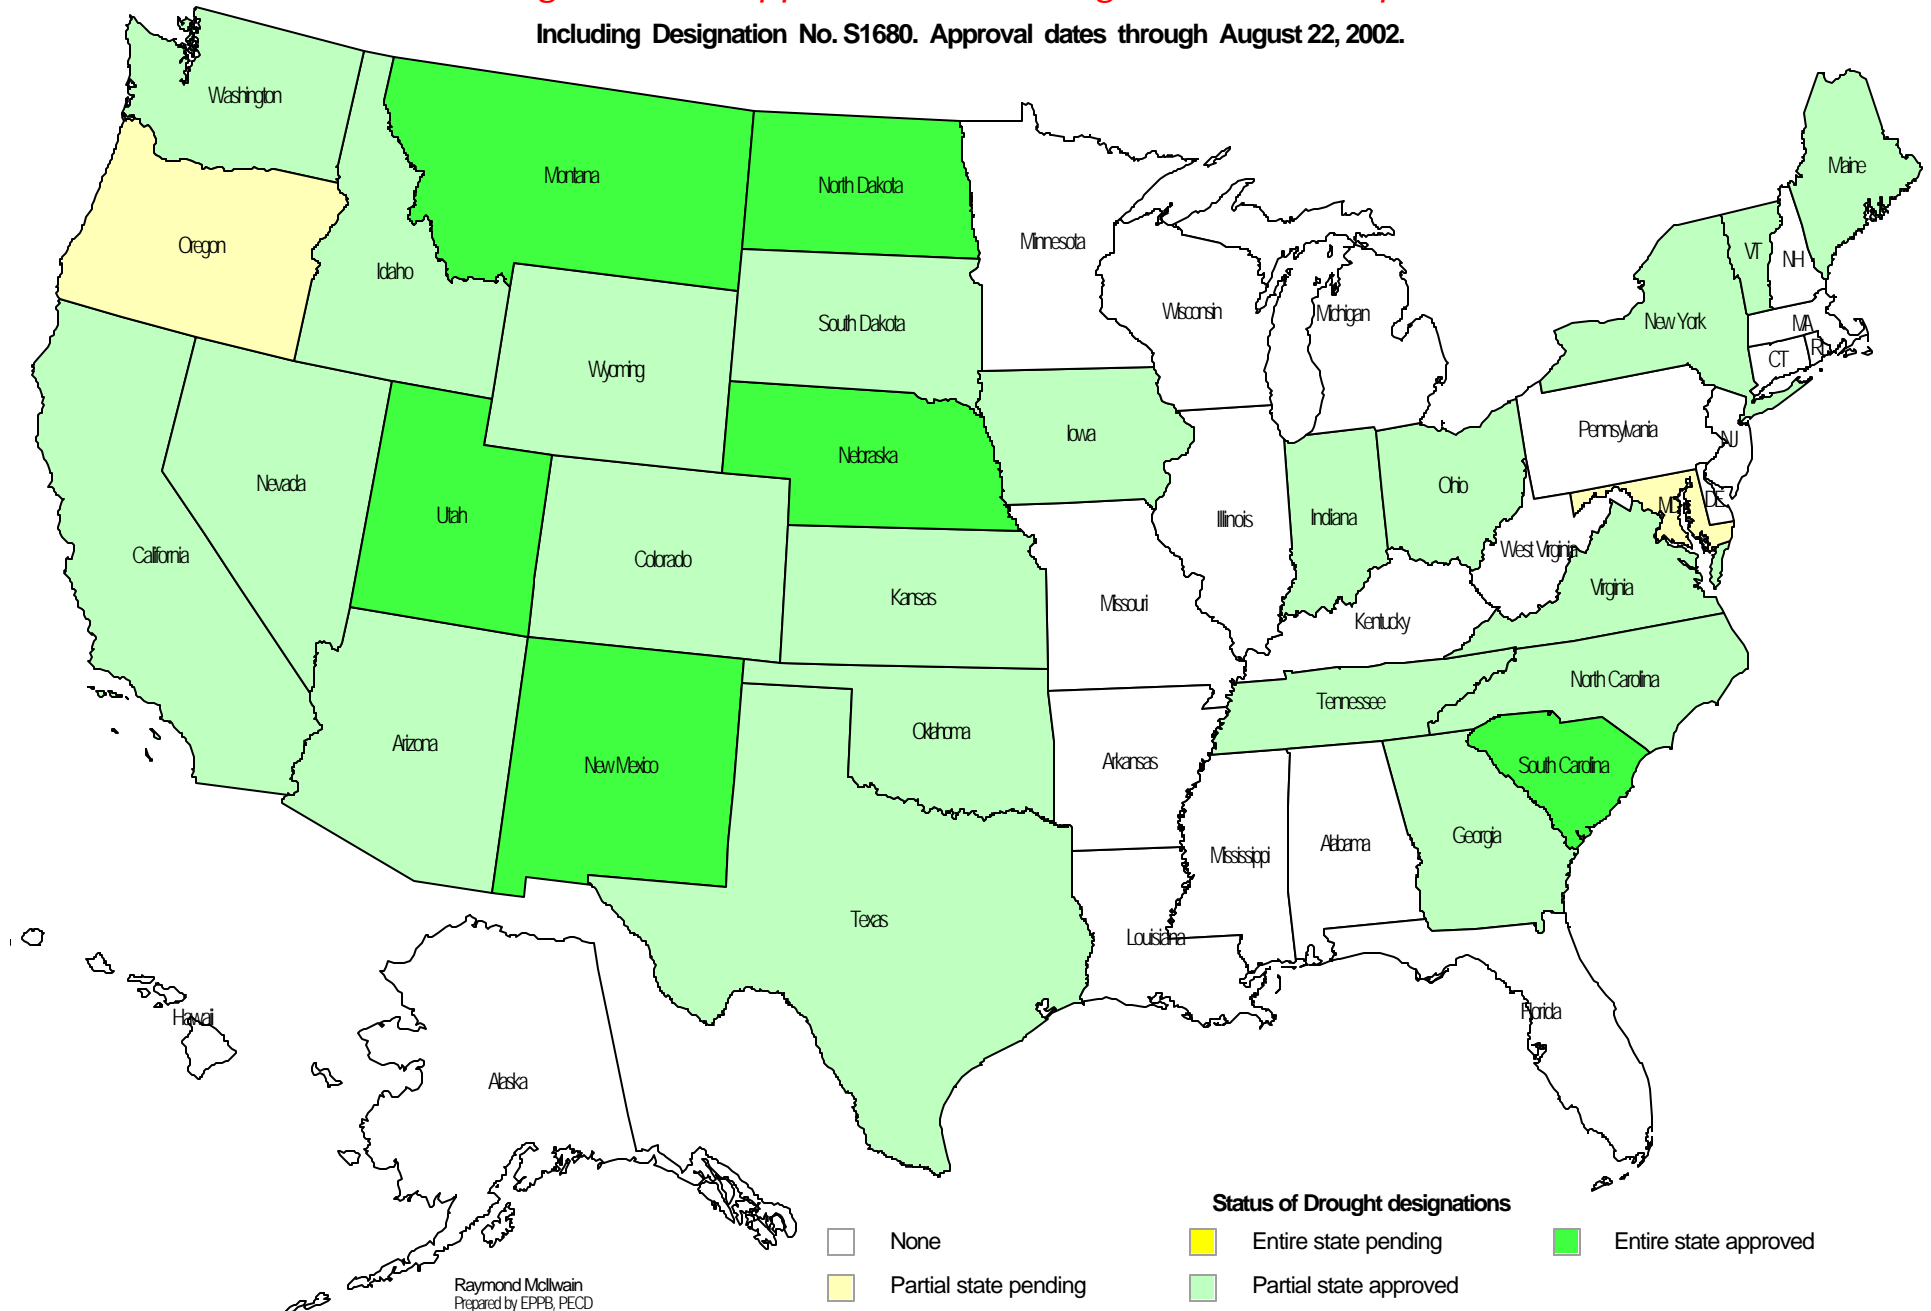 Including Designation No. S1680. Approval dates through August 22, 2002.
Washington
Montana
North Dakota
Minnesota
Maine
Oregon
Idaho
VT
NH
Wisconsin
Michigan
South Dakota
New York
MA
RI
CT
Wyoming
Iowa
Pennsylvania
NJ
Nebraska
Nevada
Utah
Ohio
Illinois
Indiana
MD
DE
California
Colorado
West Virginia
Virginia
Kansas
Missouri
Kentucky
North Carolina
Tennessee
Arizona
Oklahoma
New Mexico
Arkansas
South Carolina
Georgia
Alabama
Mississippi
Texas
Louisiana
Hawaii
Florida
Alaska
Status of Drought designations
None
Entire state pending
Entire state approved
Partial state pending
Partial state approved
Raymond McIlwain
Prepared by EPPB, PECD